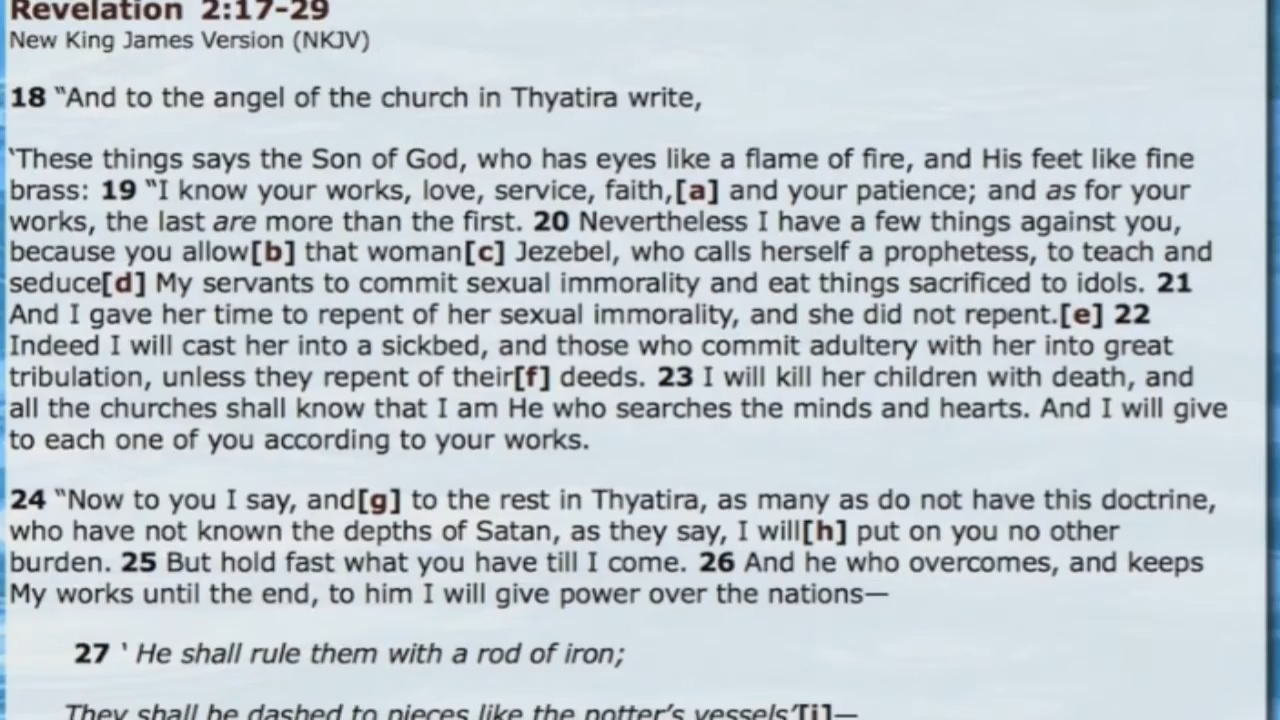 Revelation 2:17-29
New King James Version (NKJV)
18 “And to the angel of the church in Thyatira write,
‘These things says the Son of God, who has eyes like a flame of fire, and His feet like fine
brass: 19 “I know your works, love, service, faith,[a] and your patience; and as for your
works, the last are more than the first. 20 Nevertheless I have a few things against you,
because you allow[b] that woman[c] Jezebel, who calls herself a prophetess, to teach and
seduce[d] My servants to commit sexual immorality and eat things sacrificed to idols. 21
And I gave her time to repent of her sexual immorality, and she did not repent.[e] 22
Indeed I will cast her into a sickbed, and those who commit adultery with her into great
tribulation, unless they repent of their[f] deeds. 23 I will kill her children with death, and
all the churches shall know that I am He who searches the minds and hearts. And I will give
to each one of you according to your works.
24 “Now to you I say, and[g] to the rest in Thyatira, as many as do not have this doctrine,
who have not known the depths of Satan, as they say, I will[h] put on you no other
burden. 25 But hold fast what you have till I come. 26 And he who overcomes, and keeps
My works until the end, to him I will give power over the nations—
27 ‘ He shall rule them with a rod of iron;
They shall be dashed to pieces like the potter’s vessels’[i]—